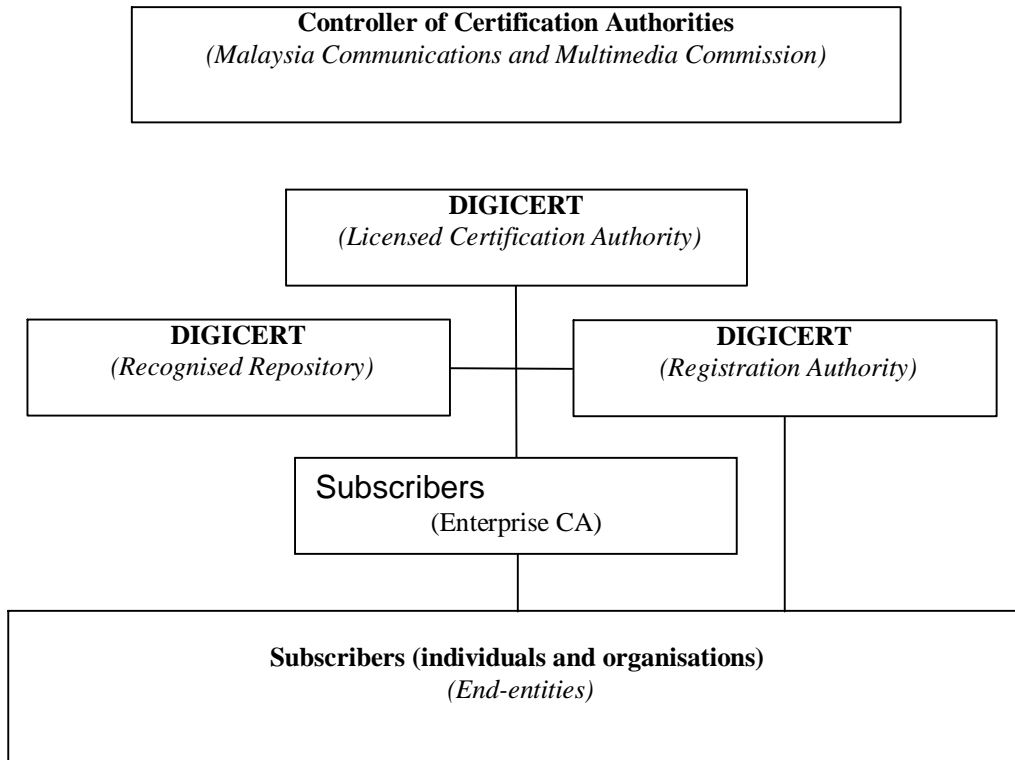 Controller of Certification Authorities
(Malaysia Communications and Multimedia Commission)
DIGICERT
(Licensed Certification Authority)
DIGICERT
(Recognised Repository)
DIGICERT
(Registration Authority)
Subscribers
(Enterprise CA)
Subscribers (individuals and organisations)
(End-entities)